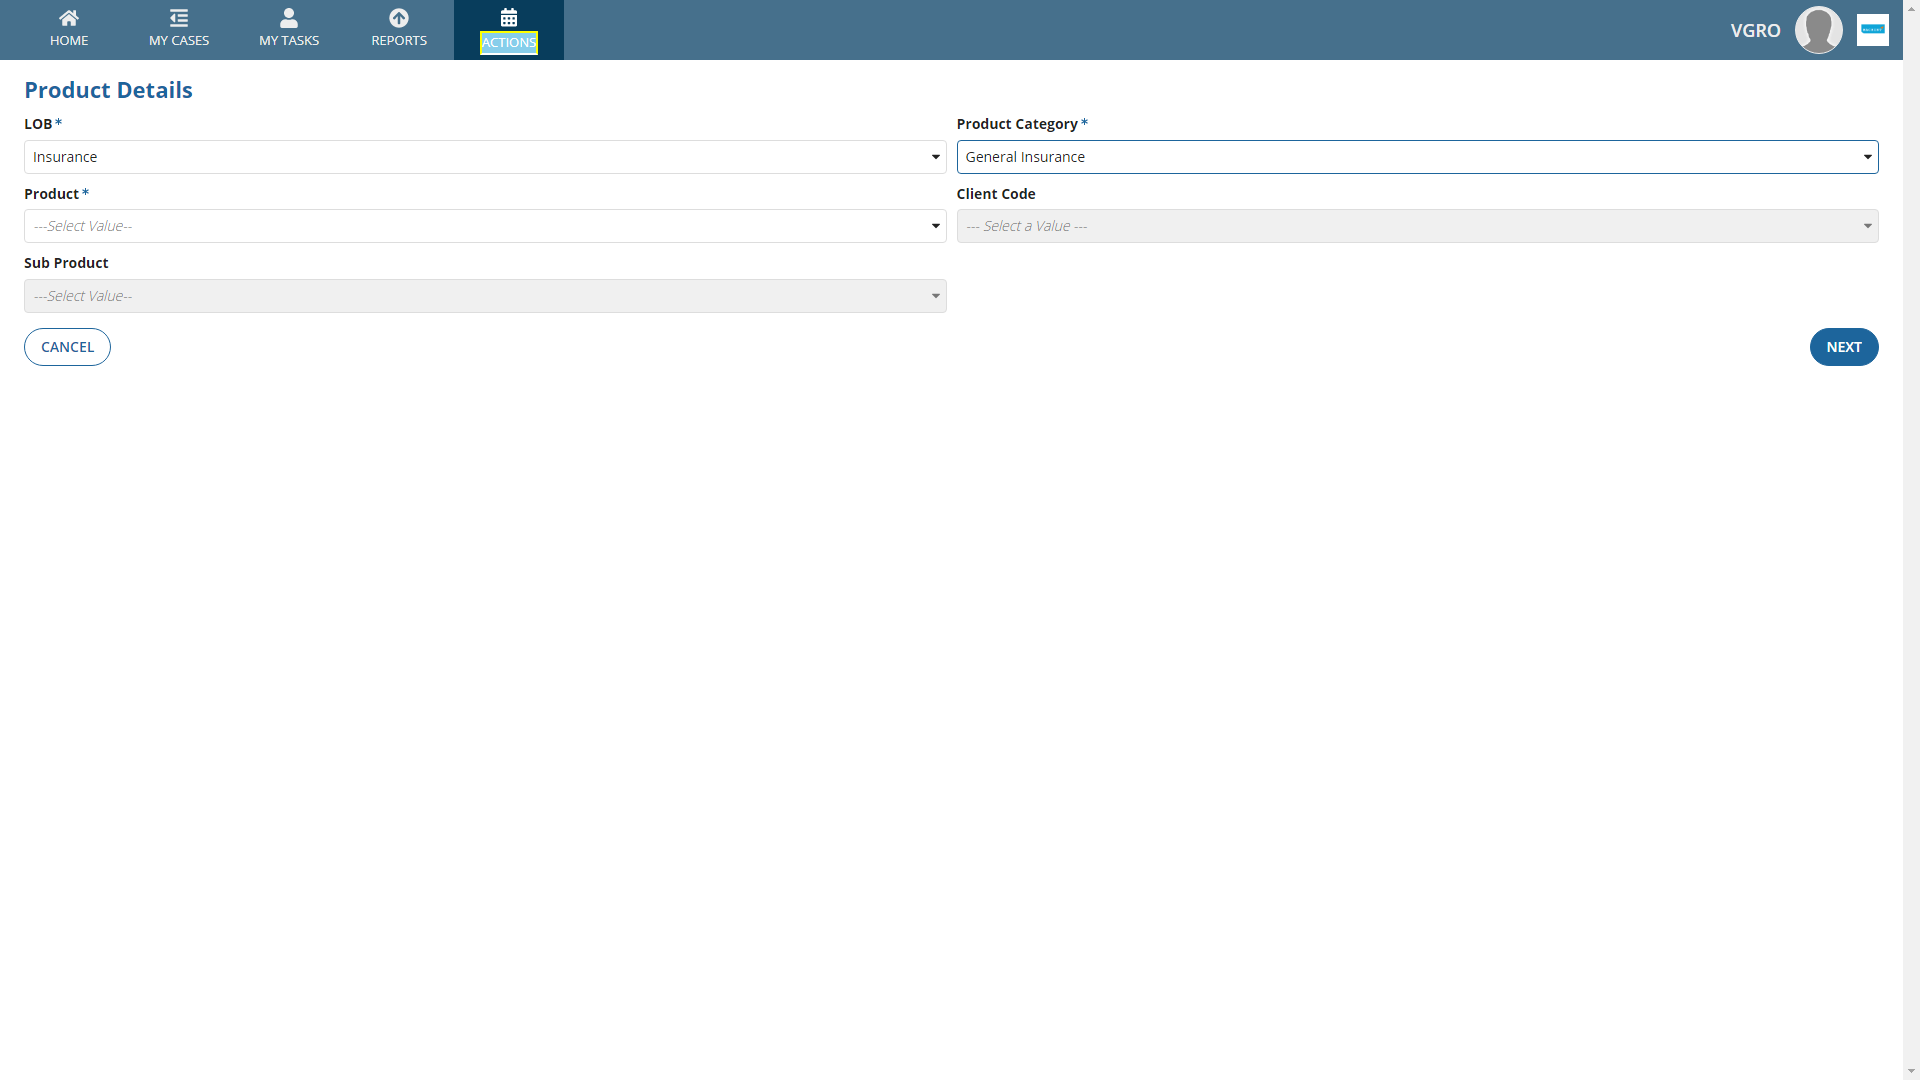 HOME
MY CASES
MY TASKS
REPORTS
ACTIONS
VGRO
Product Details
LOB*
Product Category*
Insurance
General Insurance
Product*
Client Code
---Select Value--
--- Select a Value ---
Sub Product
---Select Value--
CANCEL
NEXT